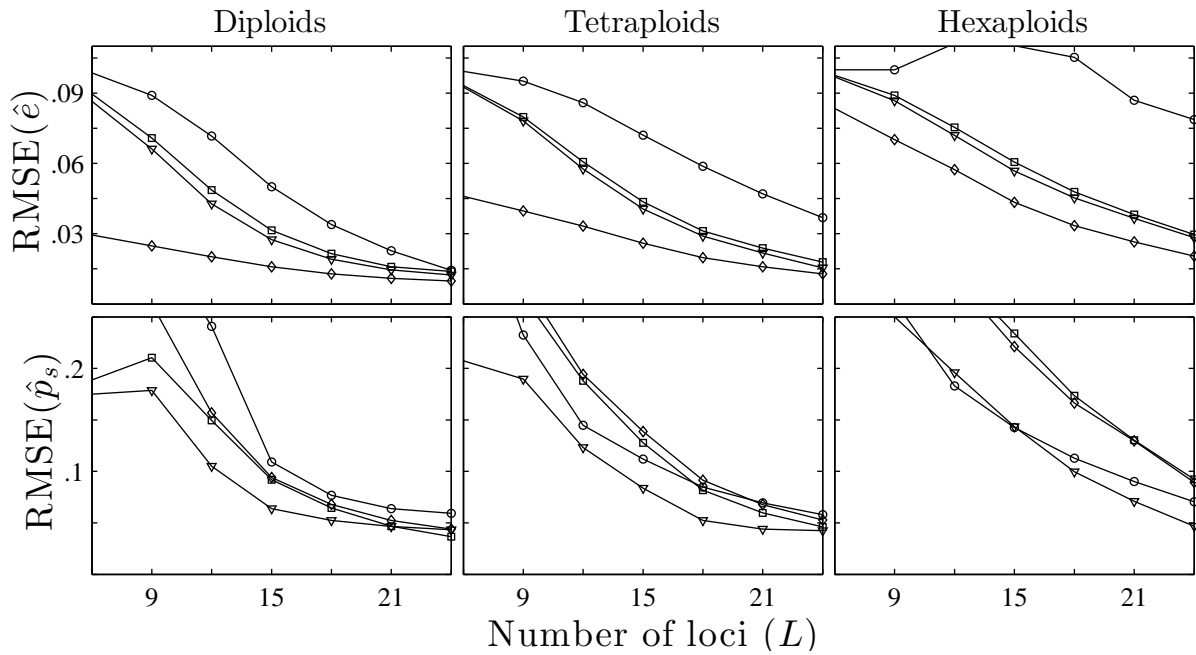 Diploids Tetraploids Hexaploids
RMSE(ê)
.09
.06
.03
RMSE(p̂ₛ)
.2
.1
9 15 21 9 15 21 9 15 21
Number of loci (L)